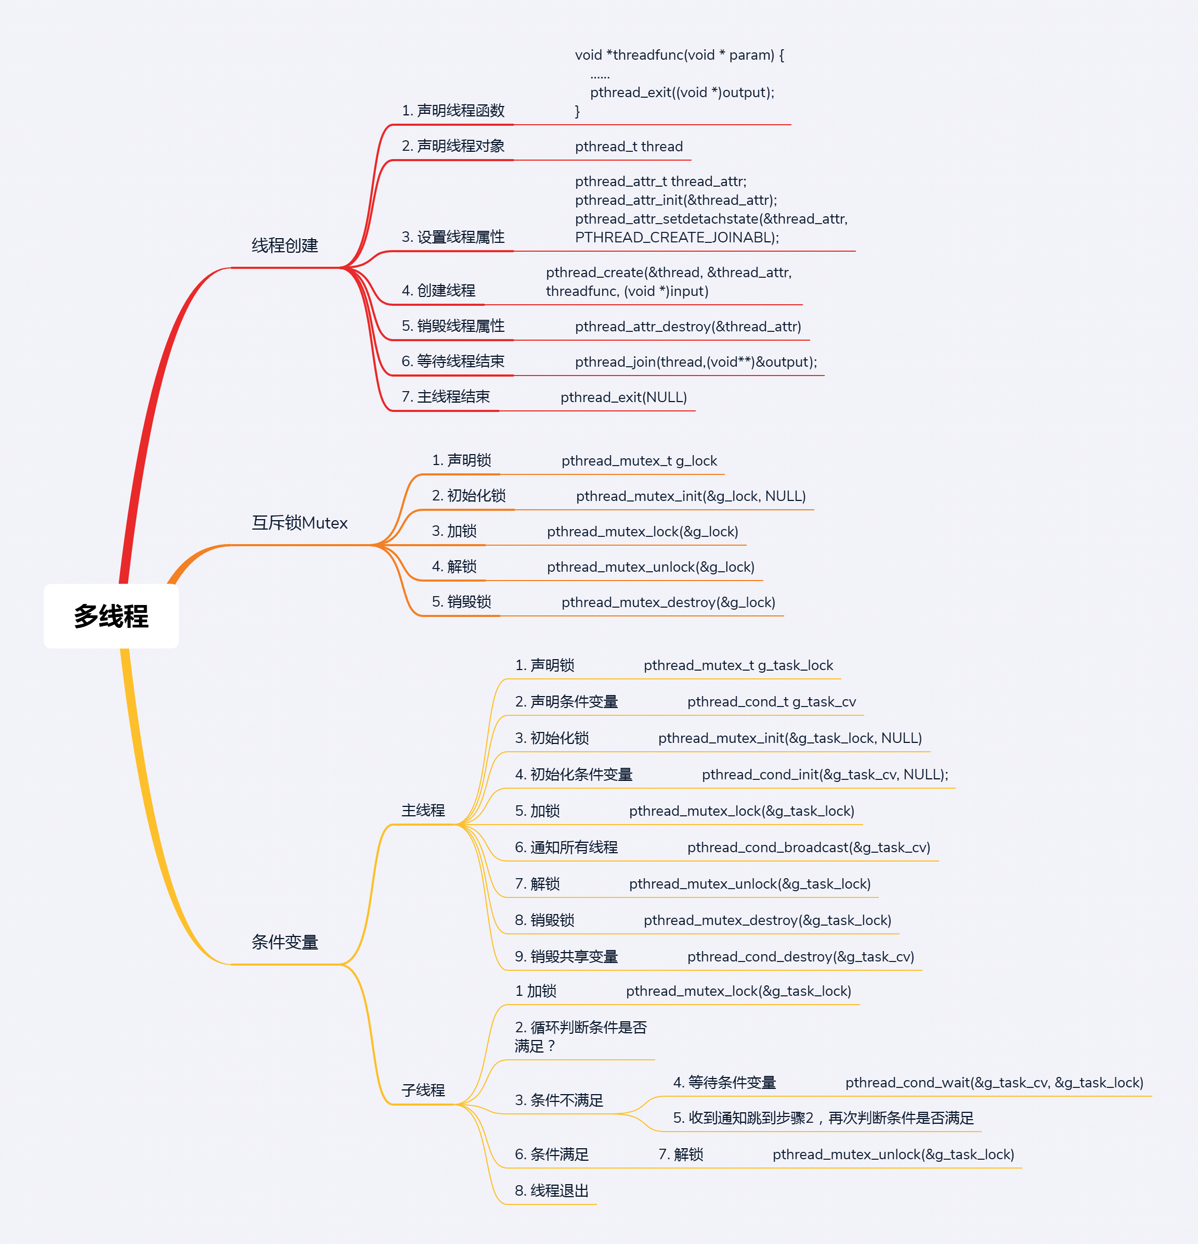 多线程
线程创建
1. 声明线程函数
void *threadfunc(void * param) {
......
pthread_exit((void *)output);
}
2. 声明线程对象
pthread_t thread
3. 设置线程属性
pthread_attr_t thread_attr;
pthread_attr_init(&thread_attr);
pthread_attr_setdetachstate(&thread_attr,
PTHREAD_CREATE_JOINABL);
4. 创建线程
pthread_create(&thread, &thread_attr,
threadfunc, (void *)input)
5. 销毁线程属性
pthread_attr_destroy(&thread_attr)
6. 等待线程结束
pthread_join(thread,(void**)&output);
7. 主线程结束
pthread_exit(NULL)
互斥锁Mutex
1. 声明锁
pthread_mutex_t g_lock
2. 初始化锁
pthread_mutex_init(&g_lock, NULL)
3. 加锁
pthread_mutex_lock(&g_lock)
4. 解锁
pthread_mutex_unlock(&g_lock)
5. 销毁锁
pthread_mutex_destroy(&g_lock)
条件变量
主线程
1. 声明锁
pthread_mutex_t g_task_lock
2. 声明条件变量
pthread_cond_t g_task_cv
3. 初始化锁
pthread_mutex_init(&g_task_lock, NULL)
4. 初始化条件变量
pthread_cond_init(&g_task_cv, NULL);
5. 加锁
pthread_mutex_lock(&g_task_lock)
6. 通知所有线程
pthread_cond_broadcast(&g_task_cv)
7. 解锁
pthread_mutex_unlock(&g_task_lock)
8. 销毁锁
pthread_mutex_destroy(&g_task_lock)
9. 销毁共享变量
pthread_cond_destroy(&g_task_cv)
子线程
1 加锁
pthread_mutex_lock(&g_task_lock)
2. 循环判断条件是否
满足？
3. 条件不满足
4. 等待条件变量
pthread_cond_wait(&g_task_cv, &g_task_lock)
5. 收到通知跳到步骤2，再次判断条件是否满足
6. 条件满足
7. 解锁
pthread_mutex_unlock(&g_task_lock)
8. 线程退出